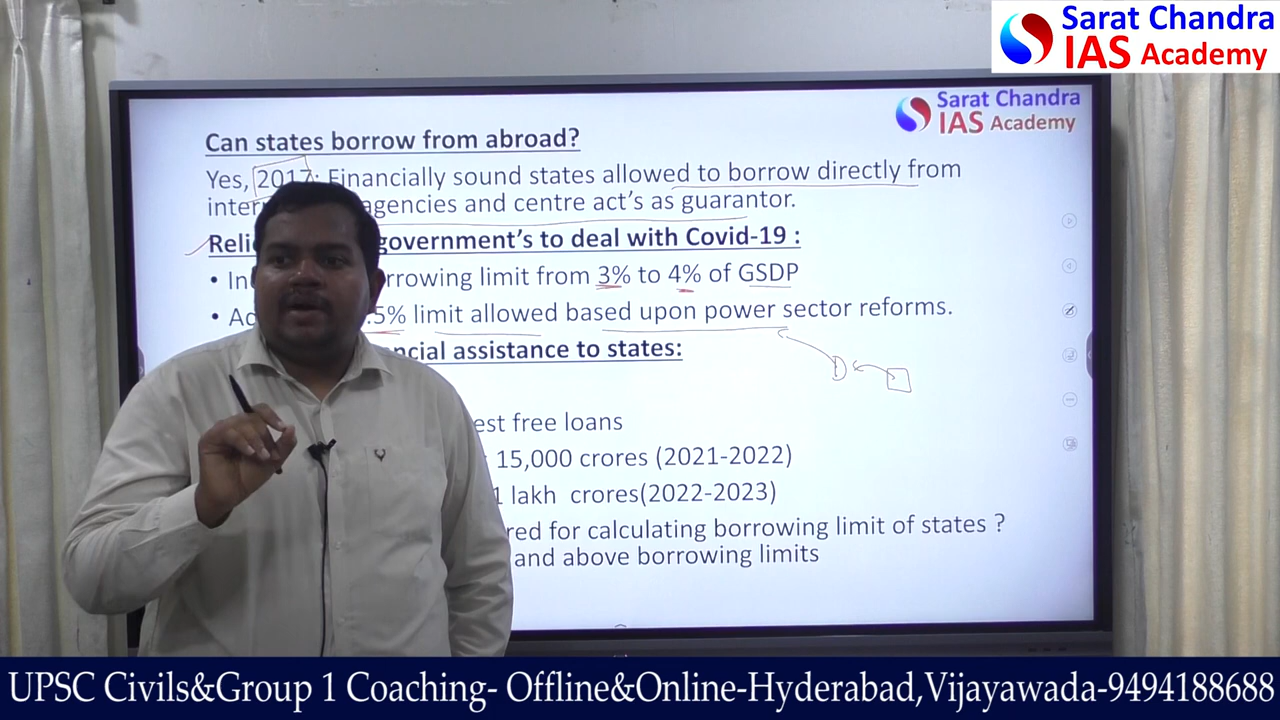 Sarat Chandra
IAS Academy
Sarat Chandra
IAS Academy
Can states borrow from abroad?
Yes, 2017: Financially sound states allowed to borrow directly from
agencies and centre act's as guarantor.
government's to deal with Covid-19 :
• limit from 3% to 4% of GSDP
• .5% limit allowed based upon power sector reforms.
assistance to states:
free loans
15,000 crores (2021-2022)
1 lakh crores(2022-2023)
for calculating borrowing limit of states ?
and above borrowing limits
D
UPSC Civils&Group 1 Coaching- Offline&Online-Hyderabad,Vijayawada-9494188688